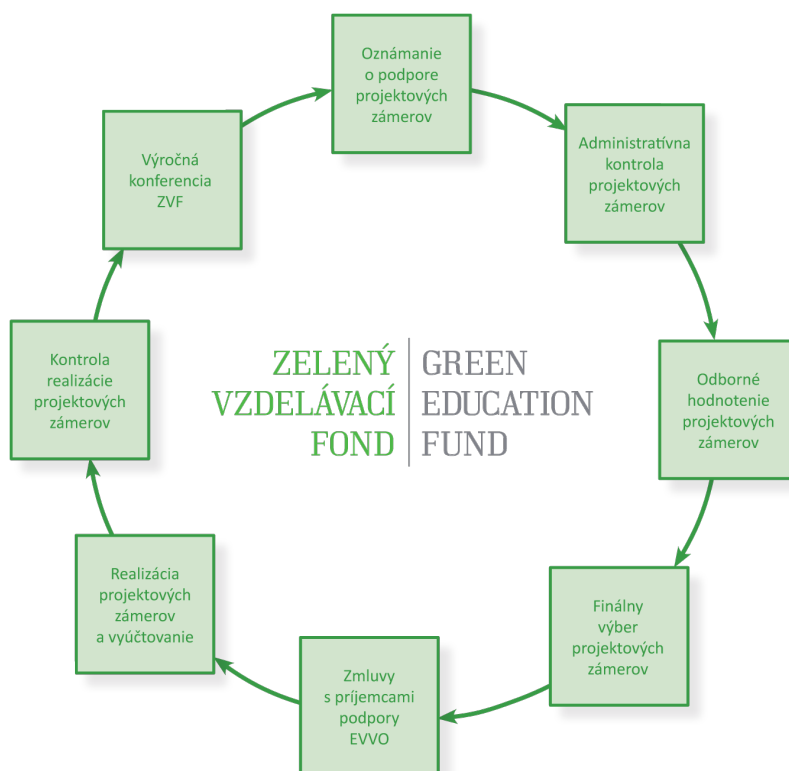 Oznámanie
o podpore
projektových
zámerov
Administratívna
kontrola
projektových
zámerov
Odborné
hodnotenie
projektových
zámerov
Finálny
výber
projektových
zámerov
Zmluvy
s príjemcami
podpory
EVVO
Realizácia
projektových
zámerov
a vyúčtovanie
Kontrola
realizácie
projektových
zámerov
Výročná
konferencia
ZVF
ZELENÝ
VZDELÁVACÍ
FOND
GREEN
EDUCATION
FUND